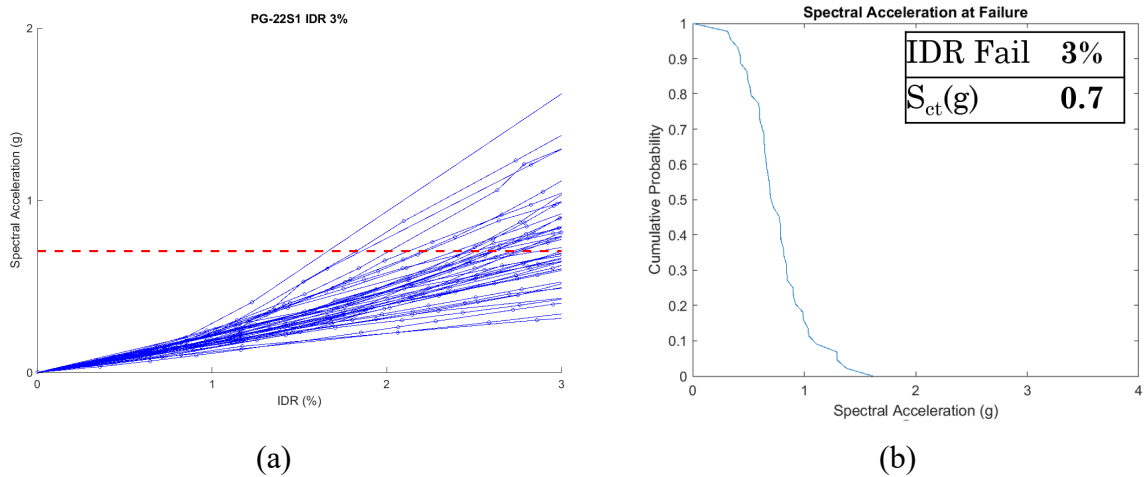 PG-22S1 IDR 3%
Spectral Acceleration (g)
2
1
0
0
1
2
3
IDR (%)
(a)
Spectral Acceleration at Failure
IDR Fail 3%
Sct(g) 0.7
Cumulative Probability
1
0.9
0.8
0.7
0.6
0.5
0.4
0.3
0.2
0.1
0
0
1
2
3
4
Spectral Acceleration (g)
(b)